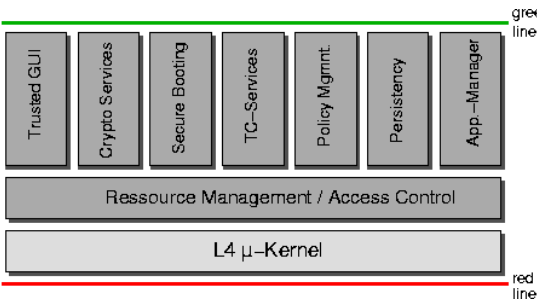 line
Trusted GUI
Crypto Services
Secure Booting
TC-Services
Policy Mgmnt.
Persistency
App.-Manager
Ressource Management / Access Control
L4 µ-Kernel
red
line